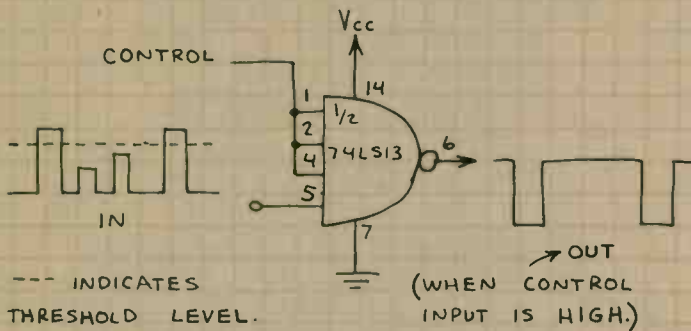 Vcc
CONTROL
14
1
1/2
2
74LS13
6
4
5
IN
7
OUT
--- INDICATES
THRESHOLD LEVEL.
(WHEN CONTROL
INPUT IS HIGH.)